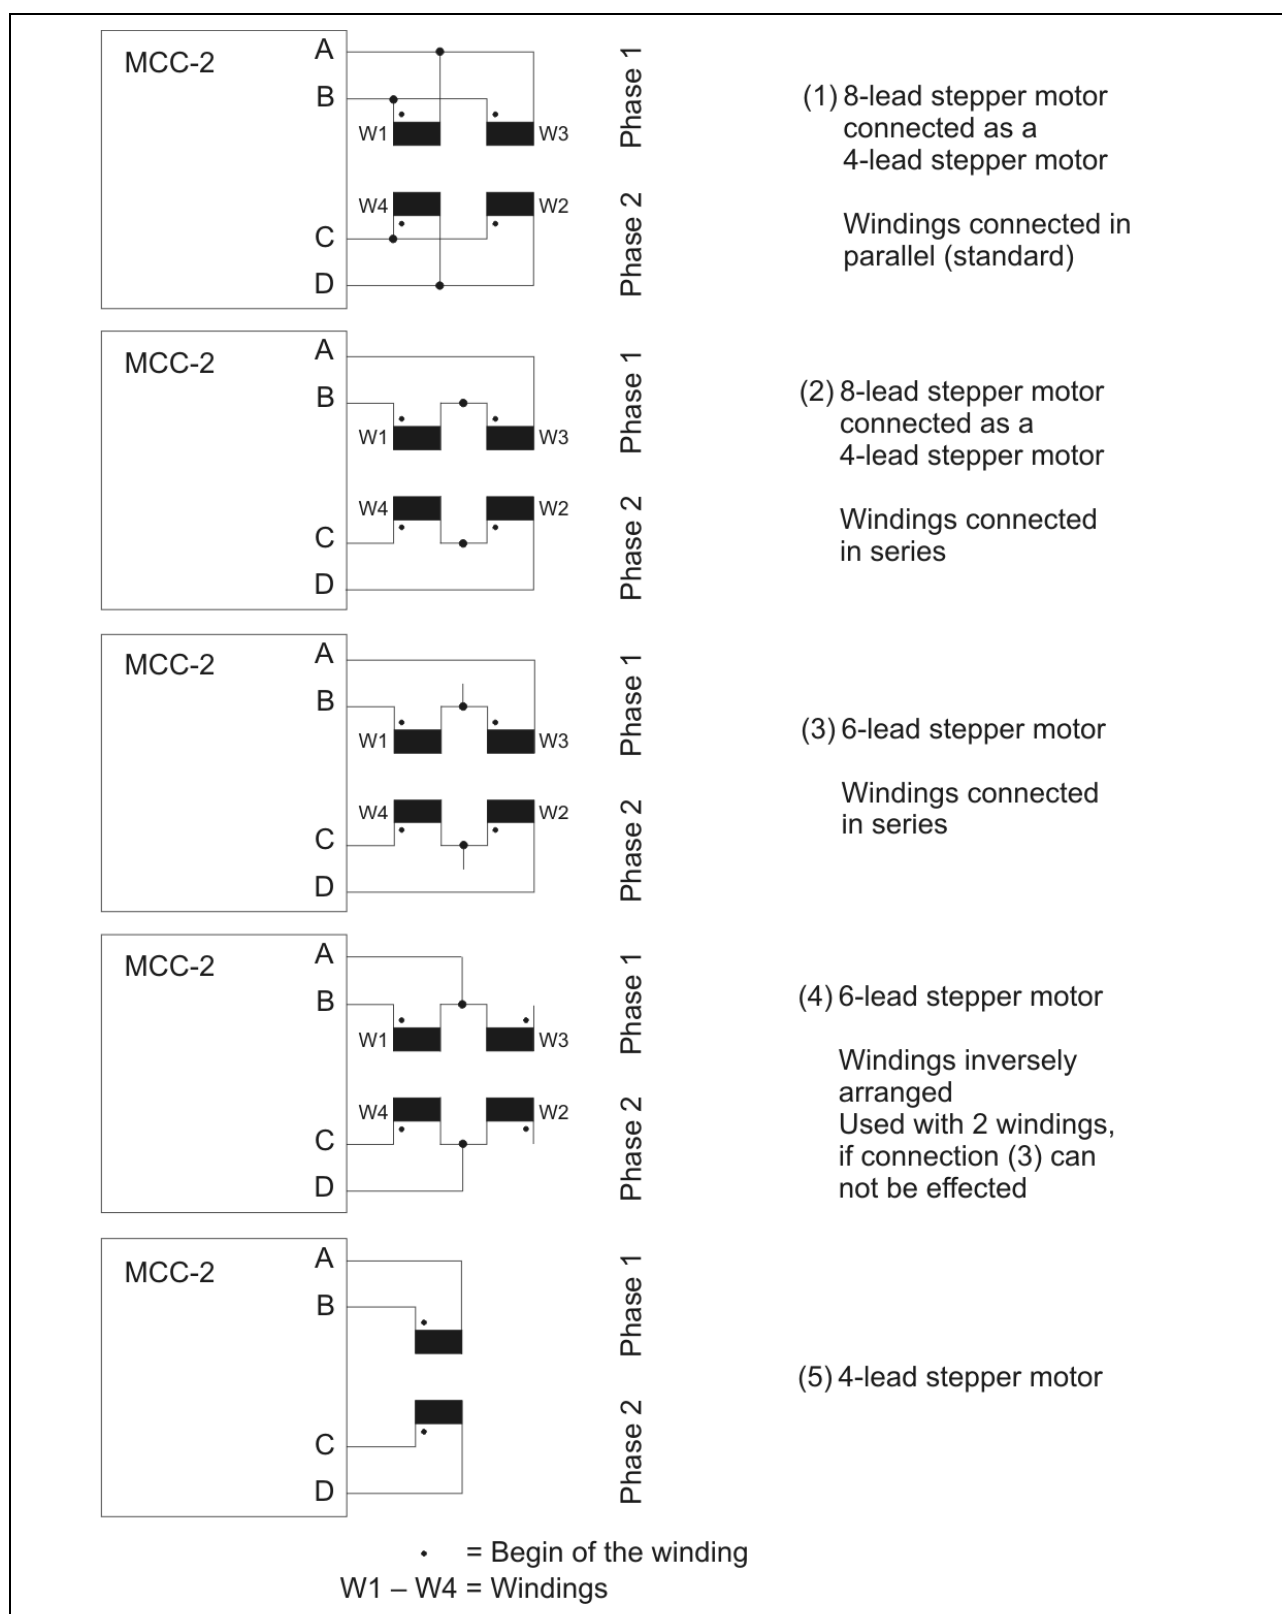 MCC-2
A
B
C
D
W1
W3
W4
W2
Phase 1
Phase 2
(1) 8-lead stepper motor
connected as a
4-lead stepper motor
Windings connected in
parallel (standard)
MCC-2
A
B
C
D
W1
W3
W4
W2
Phase 1
Phase 2
(2) 8-lead stepper motor
connected as a
4-lead stepper motor
Windings connected
in series
MCC-2
A
B
C
D
W1
W3
W4
W2
Phase 1
Phase 2
(3) 6-lead stepper motor
Windings connected
in series
MCC-2
A
B
C
D
W1
W3
W4
W2
Phase 1
Phase 2
(4) 6-lead stepper motor
Windings inversely
arranged
Used with 2 windings,
if connection (3) can
not be effected
MCC-2
A
B
C
D
Phase 1
Phase 2
(5) 4-lead stepper motor
• = Begin of the winding
W1 – W4 = Windings